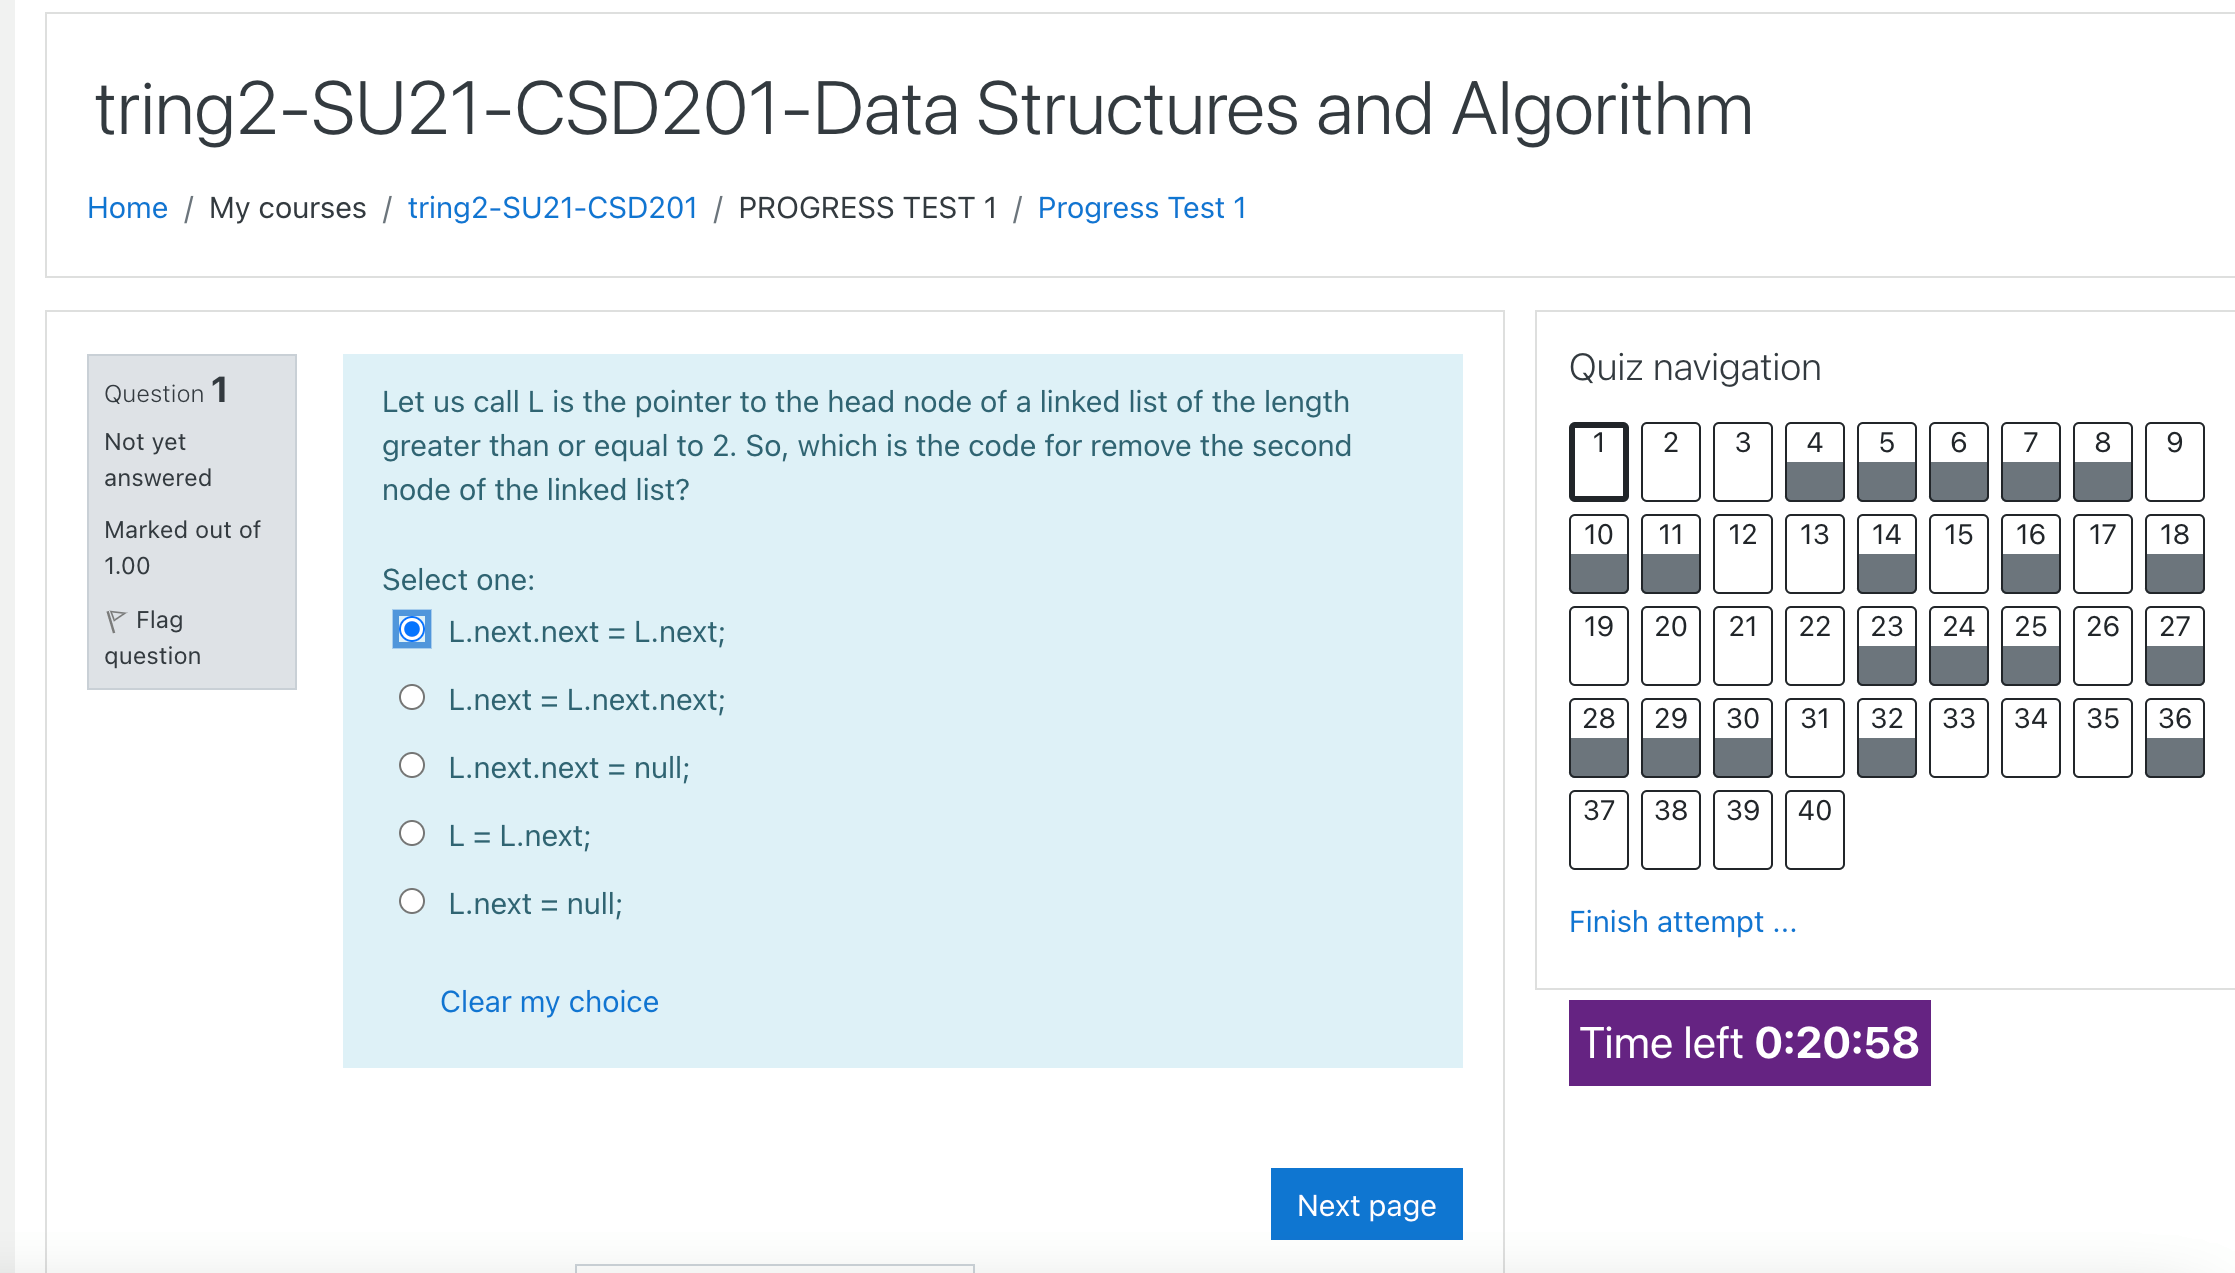 tring2-SU21-CSD201-Data Structures and Algorithm
Home / My courses / tring2-SU21-CSD201 / PROGRESS TEST 1 / Progress Test 1
Question 1
Not yet
answered
Marked out of
1.00
Flag
question
Let us call L is the pointer to the head node of a linked list of the length
greater than or equal to 2. So, which is the code for remove the second
node of the linked list?
Select one:
L.next.next = L.next;
L.next = L.next.next;
L.next.next = null;
L = L.next;
L.next = null;
Clear my choice
Next page
Quiz navigation
1 2 3 4 5 6 7 8 9
10 11 12 13 14 15 16 17 18
19 20 21 22 23 24 25 26 27
28 29 30 31 32 33 34 35 36
37 38 39 40
Finish attempt ...
Time left 0:20:58